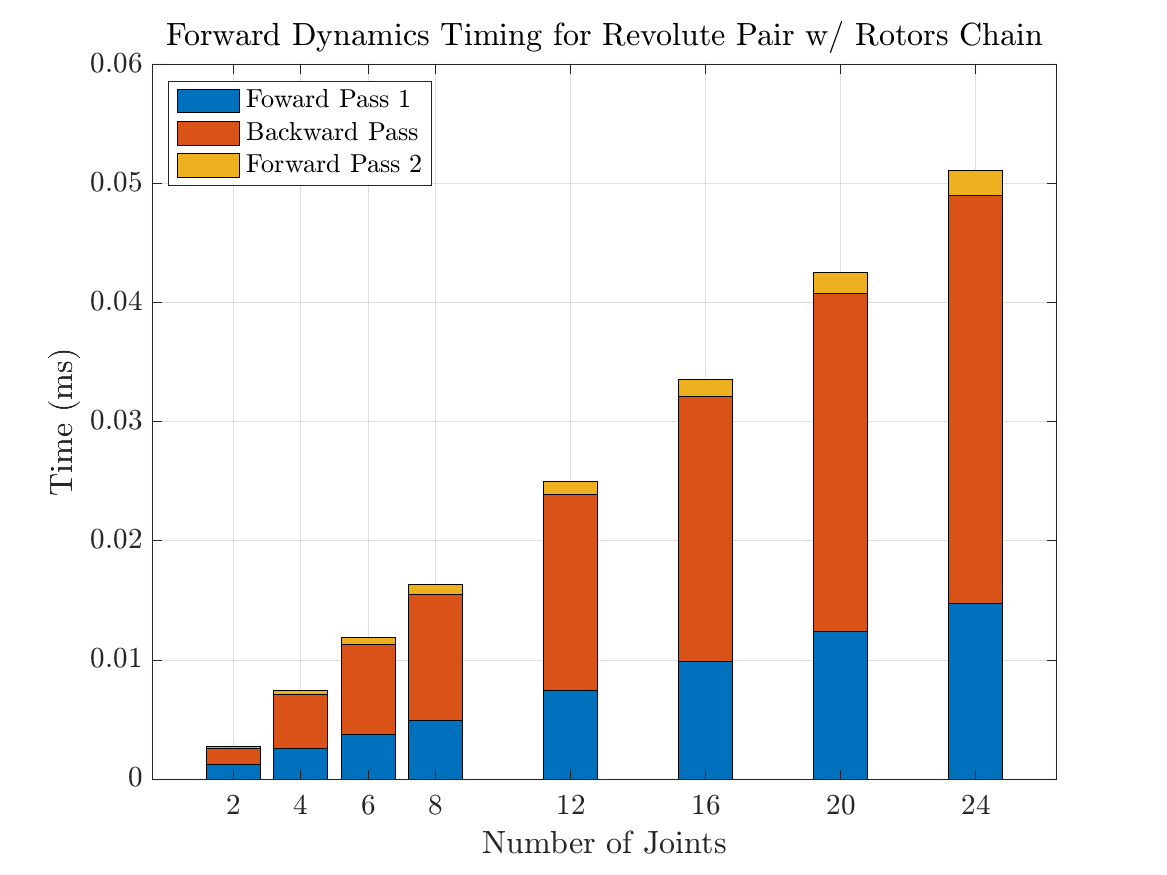 Forward Dynamics Timing for Revolute Pair w/ Rotors Chain
0.06
0.05
0.04
0.03
0.02
0.01
0
Time (ms)
Foward Pass 1
Backward Pass
Forward Pass 2
2 4 6 8 12 16 20 24
Number of Joints